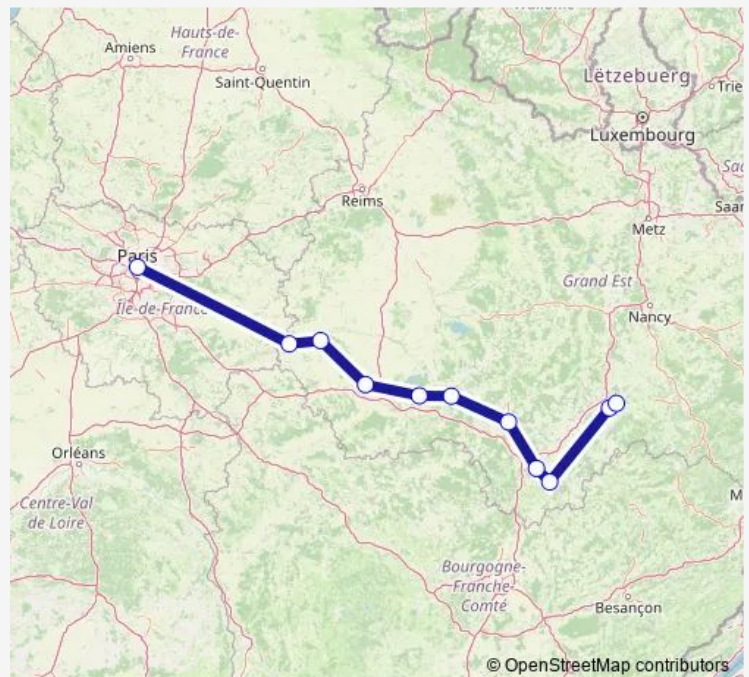 Hauts-de-
France
Amiens
Saint-Quentin
Lëtzebuerg
Luxembourg
Reims
Metz
Paris
Île-de-France
Grand Est
Nancy
Orléans
Centre-Val
de Loire
Bourgogne-
Franche-
Comté
Besançon
© OpenStreetMap contributors